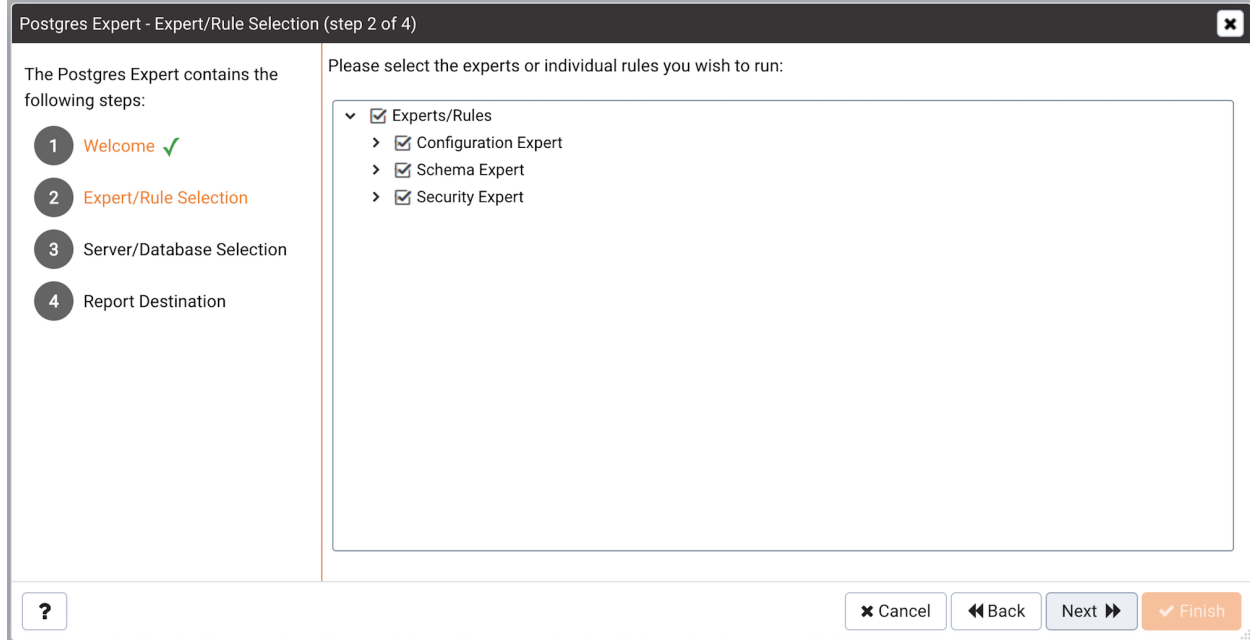 Postgres Expert - Expert/Rule Selection (step 2 of 4)
The Postgres Expert contains the
following steps:
1 Welcome
2 Expert/Rule Selection
3 Server/Database Selection
4 Report Destination
Please select the experts or individual rules you wish to run:
Experts/Rules
Configuration Expert
Schema Expert
Security Expert
?
Cancel
Back
Next
Finish